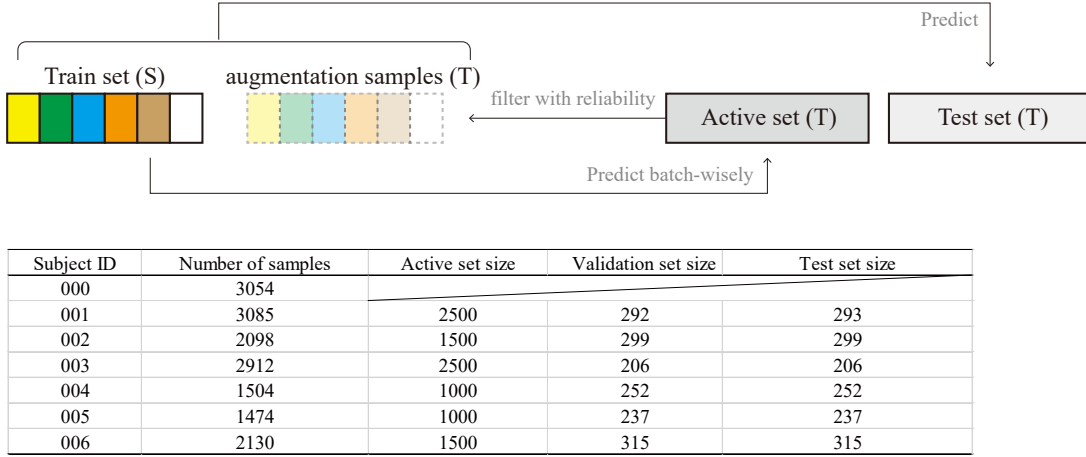 Predict
Train set (S)
augmentation samples (T)
filter with reliability
Active set (T)
Test set (T)
Predict batch-wisely
Subject ID Number of samples Active set size Validation set size Test set size
000 3054
001 3085 2500 292 293
002 2098 1500 299 299
003 2912 2500 206 206
004 1504 1000 252 252
005 1474 1000 237 237
006 2130 1500 315 315